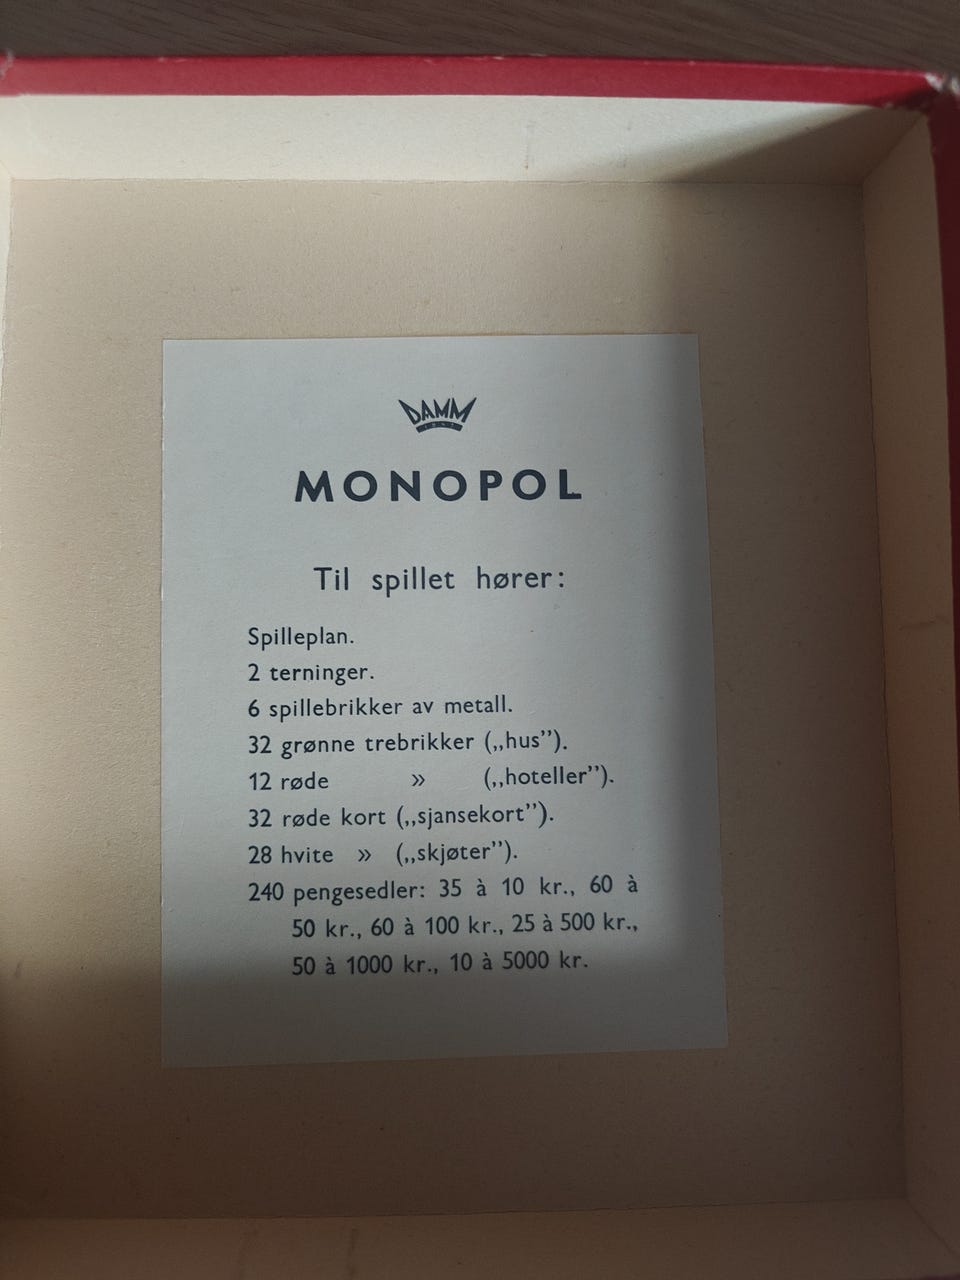 DAMM
MONOPOL
Til spillet hører:
Spilleplan.
2 terninger.
6 spillebrikker av metall.
32 grønne trebrikker („hus”).
12 røde » („hoteller”).
32 røde kort („sjansekort”).
28 hvite » („skjøter”).
240 pengesedler: 35 à 10 kr., 60 à
50 kr., 60 à 100 kr., 25 à 500 kr.,
50 à 1000 kr., 10 à 5000 kr.